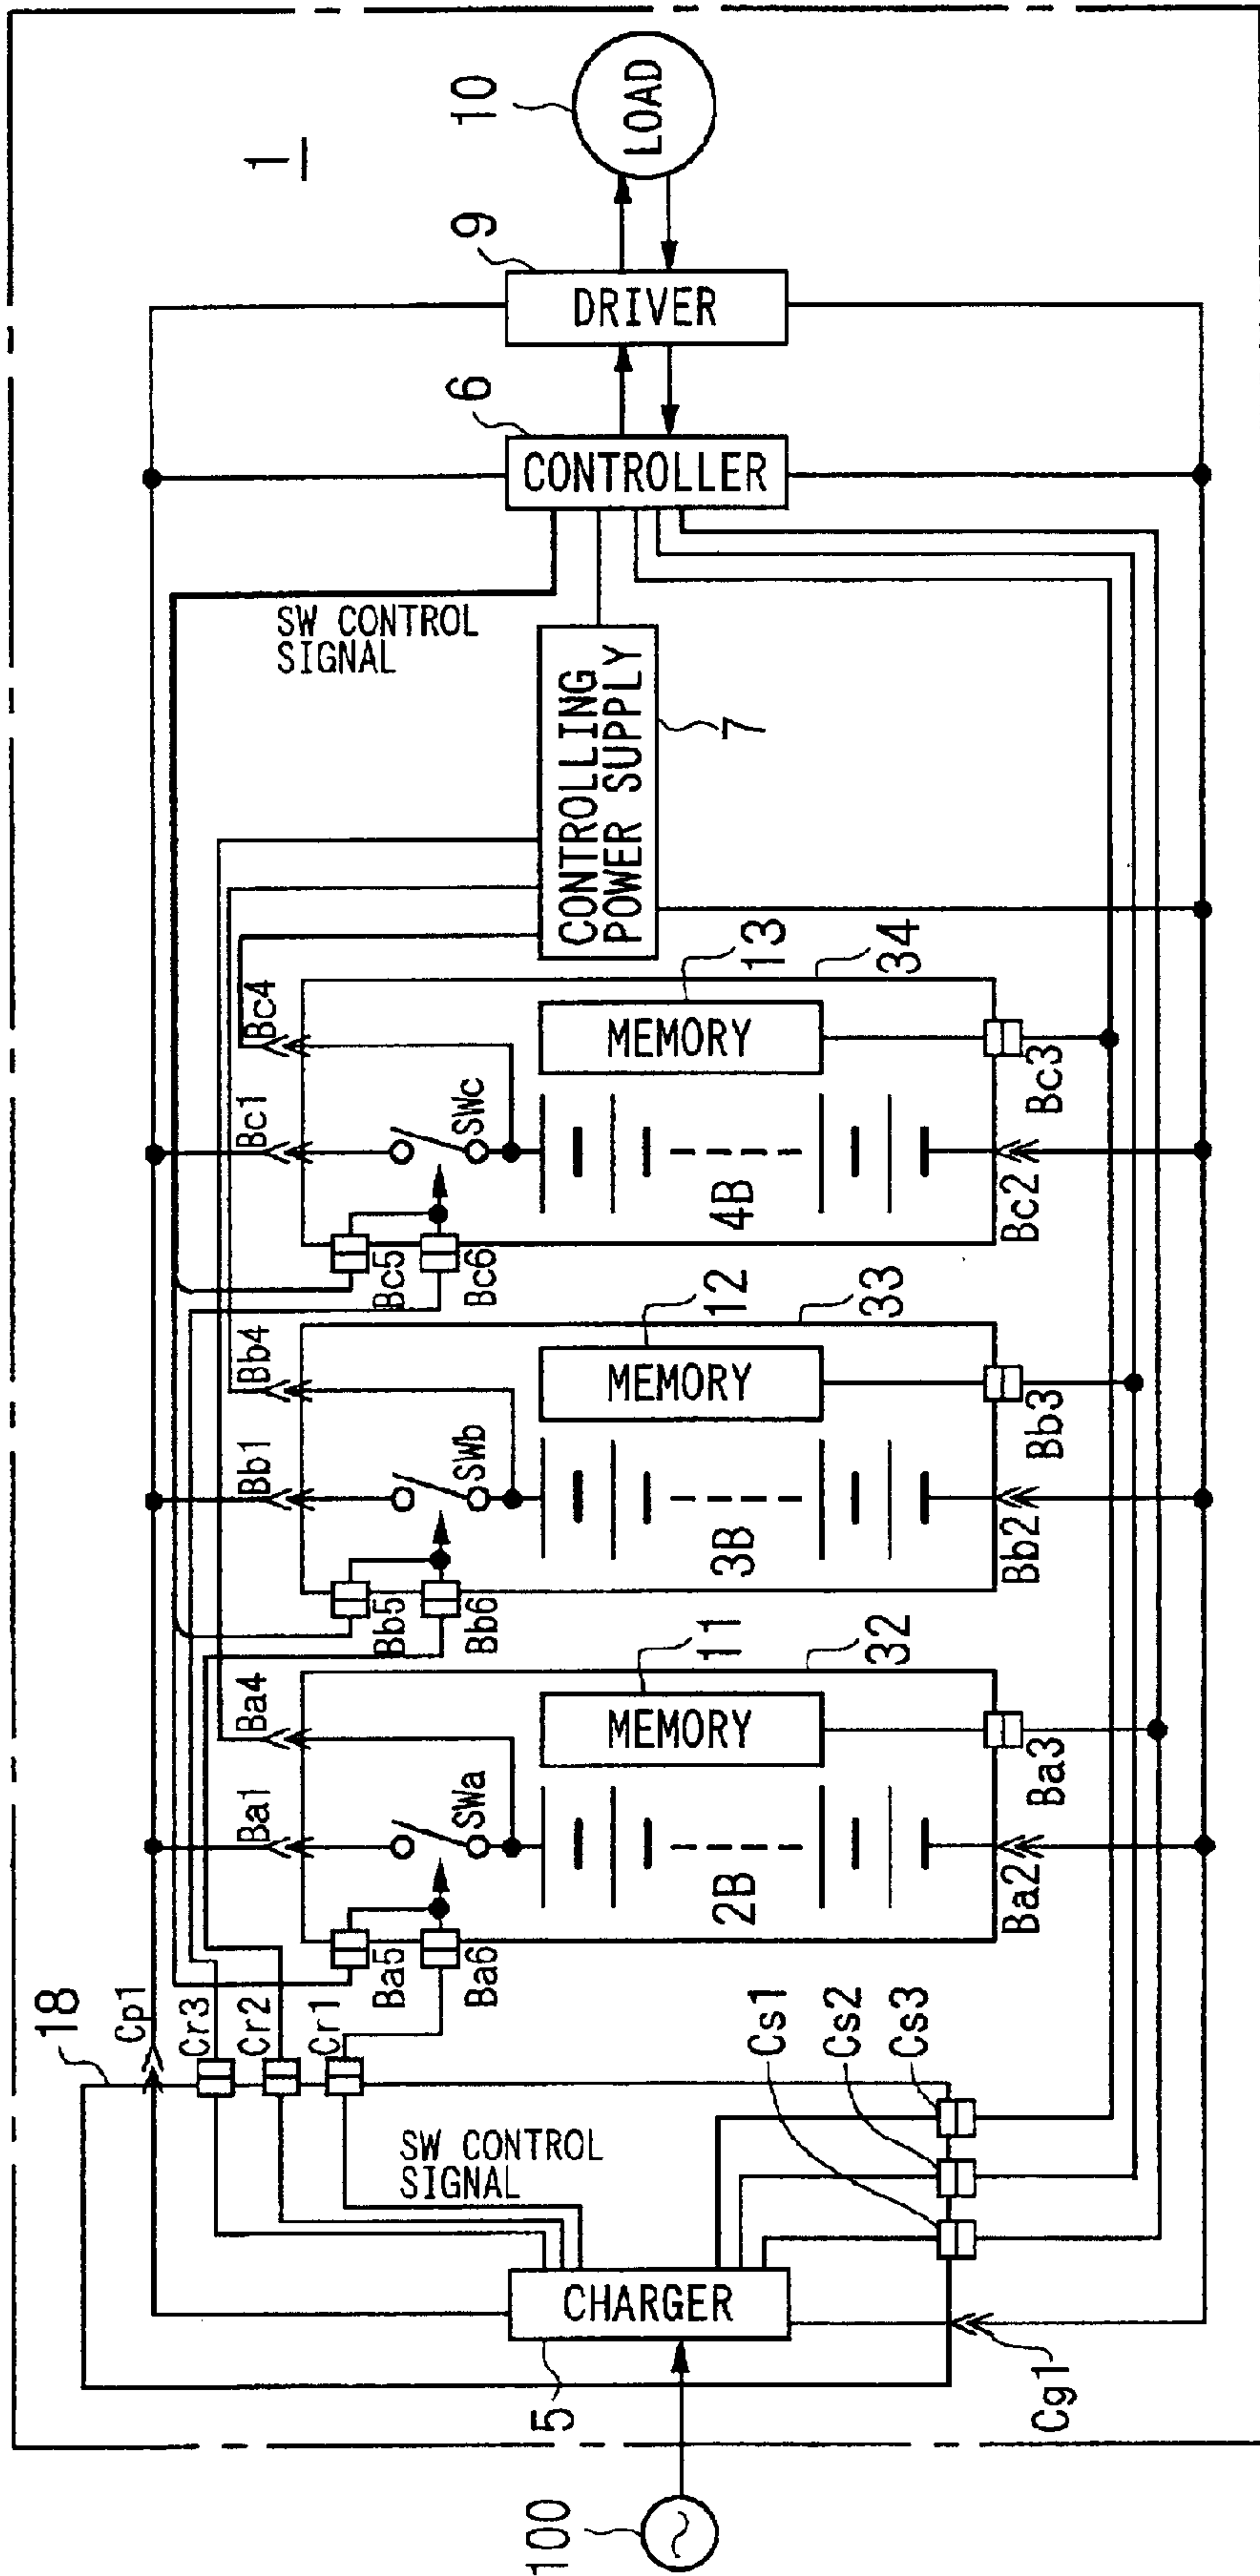 1
18
Cp1
Cr3
Cr2
Cr1
SW CONTROL
SIGNAL
CHARGER
5
100
Cg1
Cs1
Cs2
Cs3
Ba1
Ba4
Ba5
Ba6
SWa
2B
MEMORY
11
32
Ba2
Ba3
Bb1
Bb4
Bb5
Bb6
SWb
3B
MEMORY
12
33
Bb2
Bb3
Bc1
Bc4
Bc5
Bc6
SWc
4B
MEMORY
13
34
Bc2
Bc3
SW CONTROL
SIGNAL
CONTROLLING
POWER SUPPLY
7
CONTROLLER
6
DRIVER
9
LOAD
10